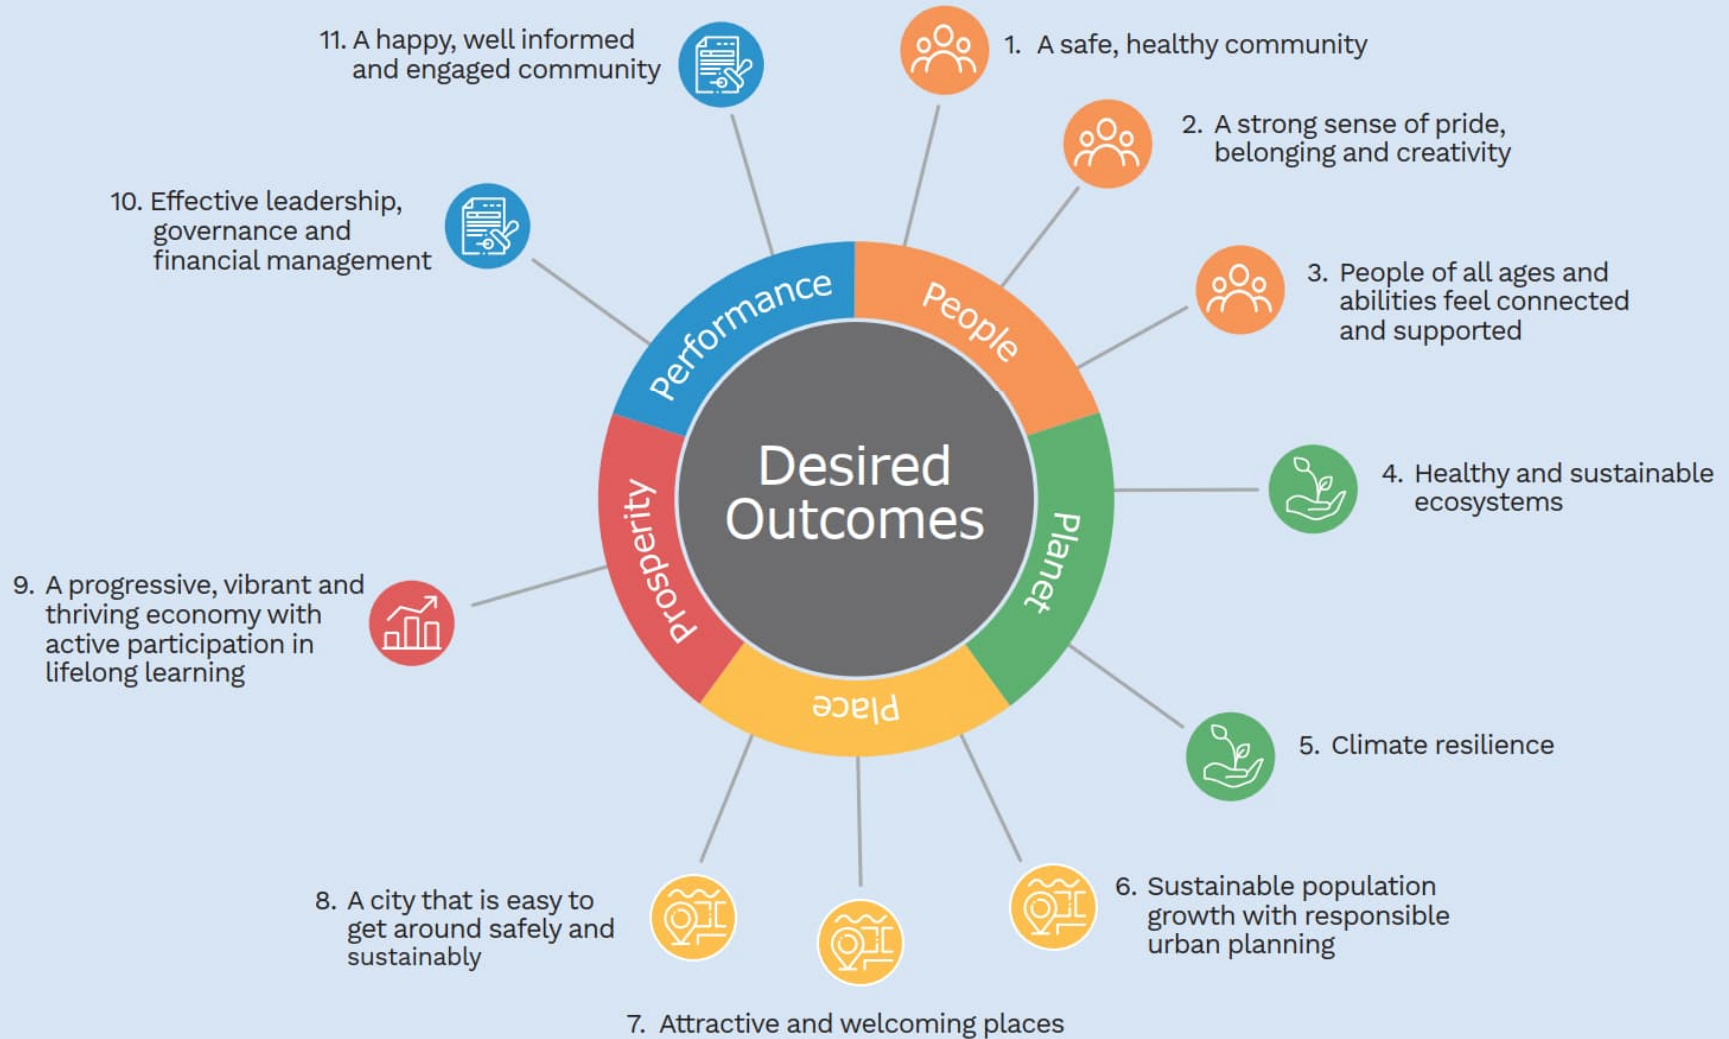 Desired
Outcomes
People
Planet
Place
Prosperity
Performance
1. A safe, healthy community
2. A strong sense of pride,
belonging and creativity
3. People of all ages and
abilities feel connected
and supported
4. Healthy and sustainable
ecosystems
5. Climate resilience
6. Sustainable population
growth with responsible
urban planning
7. Attractive and welcoming places
8. A city that is easy to
get around safely and
sustainably
9. A progressive, vibrant and
thriving economy with
active participation in
lifelong learning
10. Effective leadership,
governance and
financial management
11. A happy, well informed
and engaged community